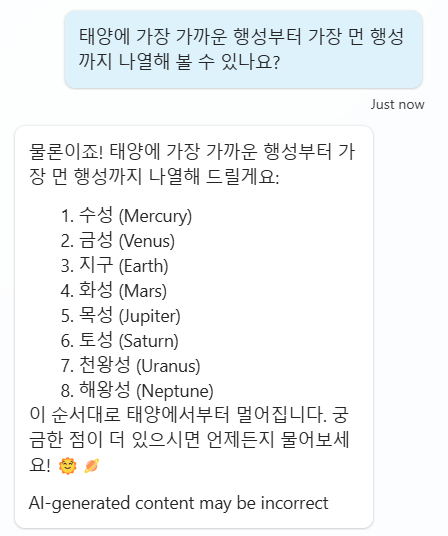 태양에 가장 가까운 행성부터 가장 먼 행성
까지 나열해 볼 수 있나요?
Just now
물론이죠! 태양에 가장 가까운 행성부터 가
장 먼 행성까지 나열해 드릴게요:
1. 수성 (Mercury)
2. 금성 (Venus)
3. 지구 (Earth)
4. 화성 (Mars)
5. 목성 (Jupiter)
6. 토성 (Saturn)
7. 천왕성 (Uranus)
8. 해왕성 (Neptune)
이 순서대로 태양에서부터 멀어집니다. 궁
금한 점이 더 있으시면 언제든지 물어보세
요! 🌞 🪐
AI-generated content may be incorrect